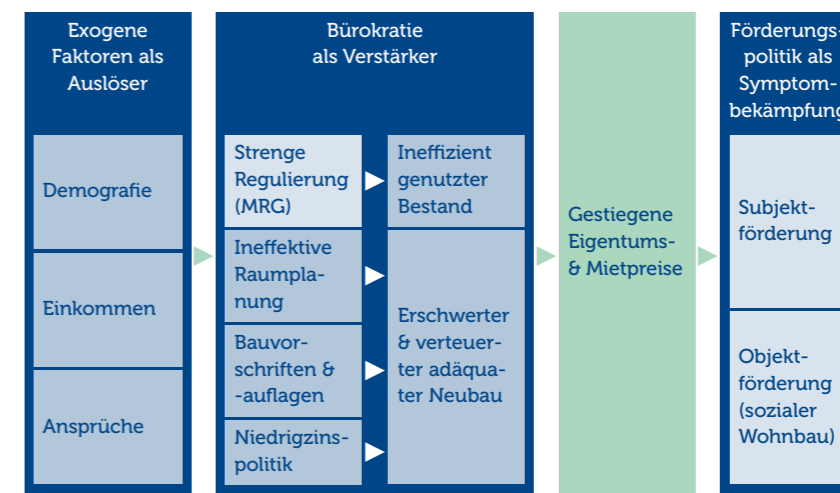 Exogene
Faktoren als
Auslöser
Demografie
Einkommen
Ansprüche
Bürokratie
als Verstärker
Strenge
Regulierung
(MRG)
Ineffizient
genutzter
Bestand
Ineffektive
Raumpla-
nung
Bauvor-
schriften &
-auflagen
Niedrigzins-
politik
Erschwerter
& verteuer-
ter adäqua-
ter Neubau
Gestiegene
Eigentums-
& Mietpreise
Förderungs-
politik als
Symptom-
bekämpfung
Subjekt-
förderung
Objekt-
förderung
(sozialer
Wohnbau)